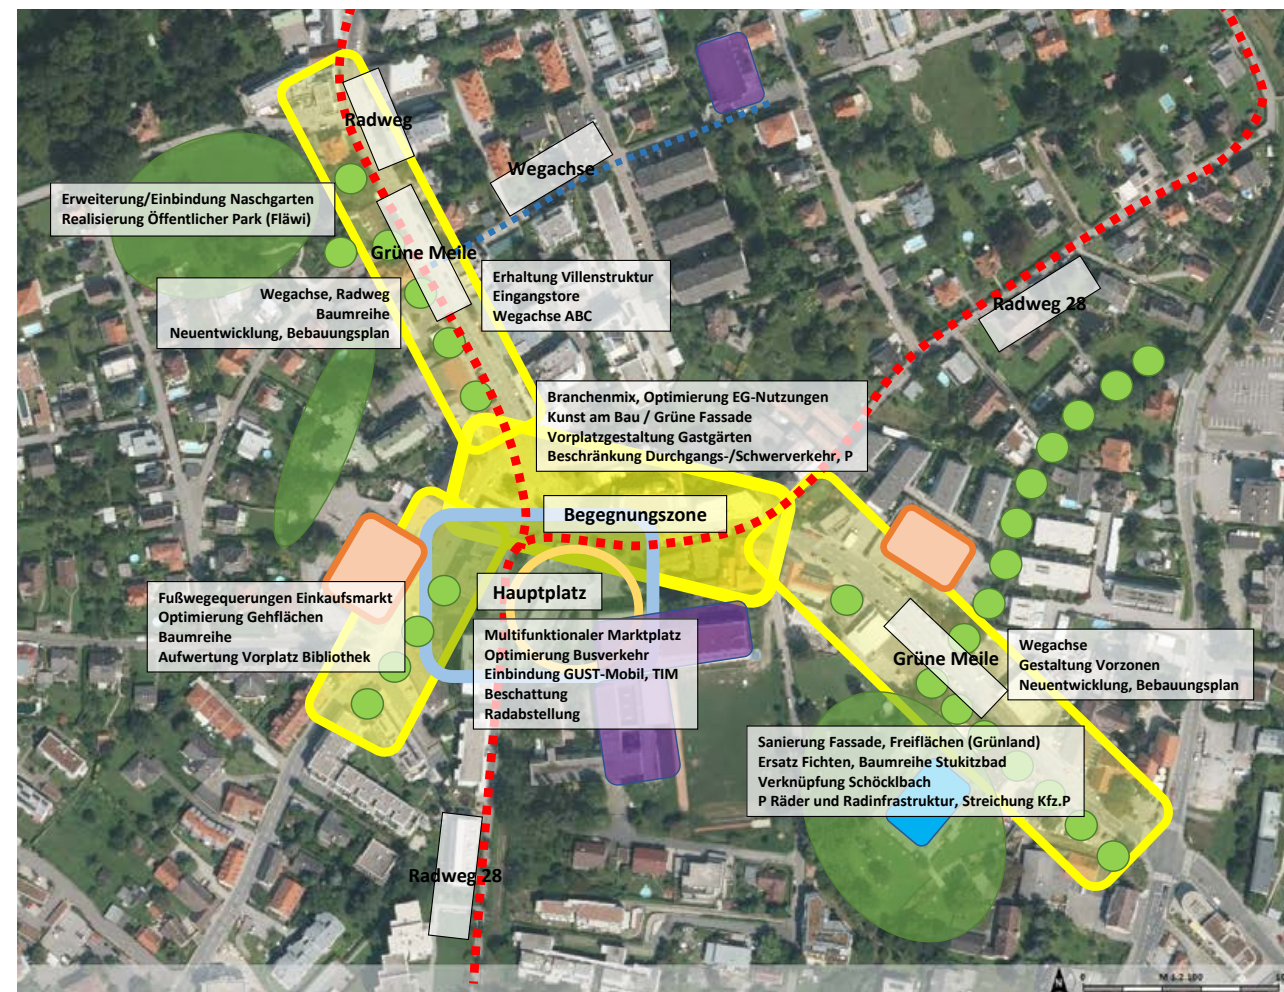 Radweg
Wegachse
Erweiterung/Einbindung Naschgarten
Realisierung Öffentlicher Park (Fläwi)
Grüne Meile
Erhaltung Villenstruktur
Eingangstore
Wegachse ABC
Wegachse, Radweg
Baumreihe
Neuentwicklung, Bebauungsplan
Radweg 28
Branchenmix, Optimierung EG-Nutzungen
Kunst am Bau / Grüne Fassade
Vorplatzgestaltung Gastgärten
Beschränkung Durchgangs-/Schwerverkehr, P
Begegnungszone
Hauptplatz
Fußwegequerungen Einkaufsmarkt
Optimierung Gehflächen
Baumreihe
Aufwertung Vorplatz Bibliothek
Multifunktionaler Marktplatz
Optimierung Busverkehr
Einbindung GUST-Mobil, TIM
Beschattung
Radabstellung
Grüne Meile
Wegachse
Gestaltung Vorzonen
Neuentwicklung, Bebauungsplan
Sanierung Fassade, Freiflächen (Grünland)
Ersatz Fichten, Baumreihe Stukitzbad
Verknüpfung Schöcklbach
P Räder und Radinfrastruktur, Streichung Kfz.P
Radweg 28
N
0 M 1:2.100